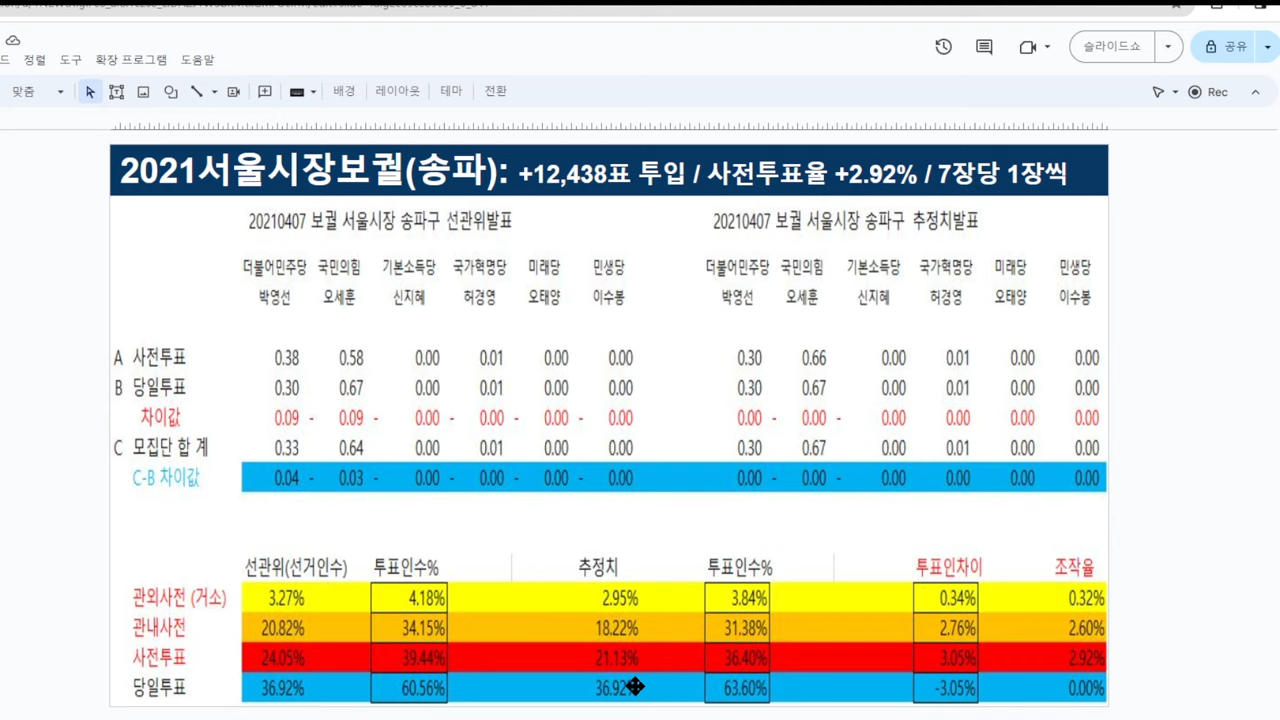 드 정렬 도구 확장 프로그램 도움말
슬라이드쇼
공유
맞춤
배경 레이아웃 테마 전환
Rec
2021서울시장보궐(송파): +12,438표 투입 / 사전투표율 +2.92% / 7장당 1장씩
20210407 보궐 서울시장 송파구 선관위발표 20210407 보궐 서울시장 송파구 추정치발표
더불어민주당 국민의힘 기본소득당 국가혁명당 미래당 민생당 더불어민주당 국민의힘 기본소득당 국가혁명당 미래당 민생당
박영선 오세훈 신지혜 허경영 오태양 이수봉 박영선 오세훈 신지혜 허경영 오태양 이수봉
A 사전투표 0.38 0.58 0.00 0.01 0.00 0.00 0.30 0.66 0.00 0.01 0.00 0.00
B 당일투표 0.30 0.67 0.00 0.01 0.00 0.00 0.30 0.67 0.00 0.01 0.00 0.00
차이값 0.09 - 0.09 - 0.00 - 0.00 - 0.00 - 0.00 0.00 - 0.00 - 0.00 0.00 0.00 0.00
C 모집단 합 계 0.33 0.64 0.00 0.01 0.00 0.00 0.30 0.67 0.00 0.01 0.00 0.00
C-B 차이값 0.04 - 0.03 - 0.00 - 0.00 - 0.00 - 0.00 0.00 - 0.00 - 0.00 0.00 0.00 0.00
선관위(선거인수) 투표인수% 추정치 투표인수% 투표인차이 조작율
관외사전 (거소) 3.27% 4.18% 2.95% 3.84% 0.34% 0.32%
관내사전 20.82% 34.15% 18.22% 31.38% 2.76% 2.60%
사전투표 24.05% 39.44% 21.13% 36.40% 3.05% 2.92%
당일투표 36.92% 60.56% 36.92 63.60% -3.05% 0.00%